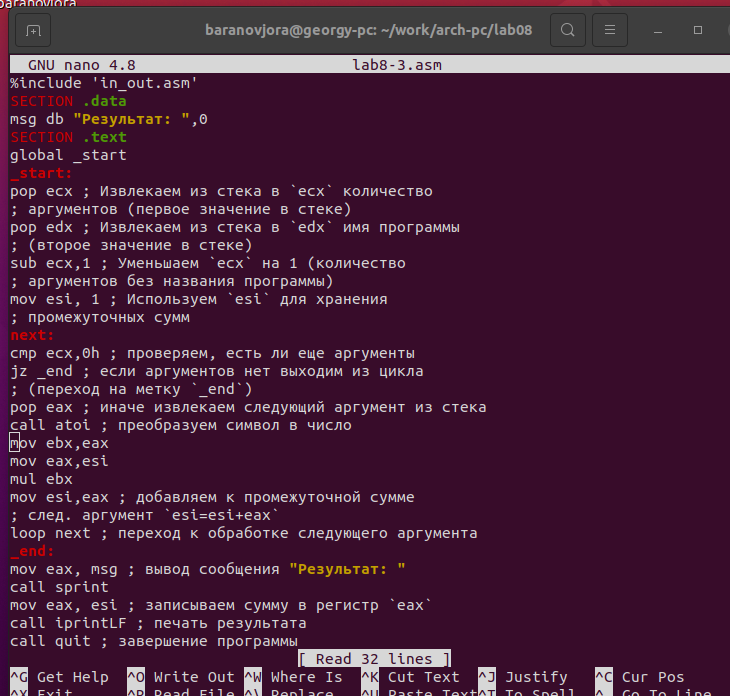 baranovjora
baranovjora@georgy-pc: ~/work/arch-pc/lab08
GNU nano 4.8 lab8-3.asm
%include 'in_out.asm'
SECTION .data
msg db "Результат: ",0
SECTION .text
global _start
_start:
pop ecx ; Извлекаем из стека в `ecx` количество
; аргументов (первое значение в стеке)
pop edx ; Извлекаем из стека в `edx` имя программы
; (второе значение в стеке)
sub ecx,1 ; Уменьшаем `ecx` на 1 (количество
; аргументов без названия программы)
mov esi, 1 ; Используем `esi` для хранения
; промежуточных сумм
next:
cmp ecx,0h ; проверяем, есть ли еще аргументы
jz _end ; если аргументов нет выходим из цикла
; (переход на метку `_end`)
pop eax ; иначе извлекаем следующий аргумент из стека
call atoi ; преобразуем символ в число
mov ebx,eax
mov eax,esi
mul ebx
mov esi,eax ; добавляем к промежуточной сумме
; след. аргумент `esi=esi+eax`
loop next ; переход к обработке следующего аргумента
_end:
mov eax, msg ; вывод сообщения "Результат: "
call sprint
mov eax, esi ; записываем сумму в регистр `eax`
call iprintLF ; печать результата
call quit ; завершение программы
[ Read 32 lines ]
^G Get Help ^O Write Out ^W Where Is ^K Cut Text ^J Justify ^C Cur Pos
^X Exit ^R Read File ^\ Replace ^U Paste Text ^T To Spell ^_ Go To Line